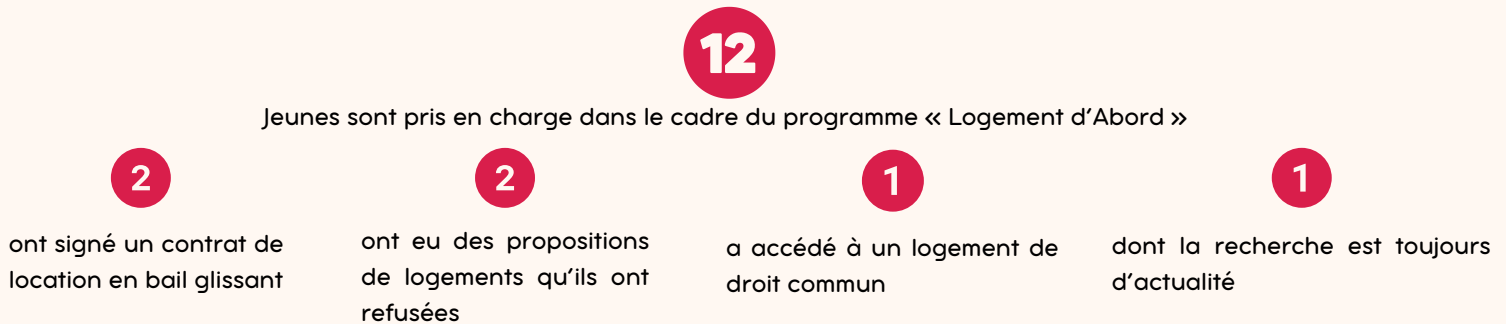 12
Jeunes sont pris en charge dans le cadre du programme « Logement d'Abord »
2
ont signé un contrat de
location en bail glissant
2
ont eu des propositions
de logements qu'ils ont
refusées
1
a accédé à un logement de
droit commun
1
dont la recherche est toujours
d'actualité